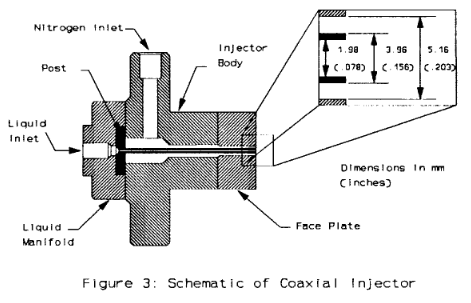 Nitrogen Inlet
Injector
Body
Post
Liquid
Inlet
Liquid
Manifold
Face Plate
1.98
(.078)
3.96
(.156)
5.16
(.203)
Dimensions in mm
(inches)
Figure 3: Schematic of Coaxial Injector